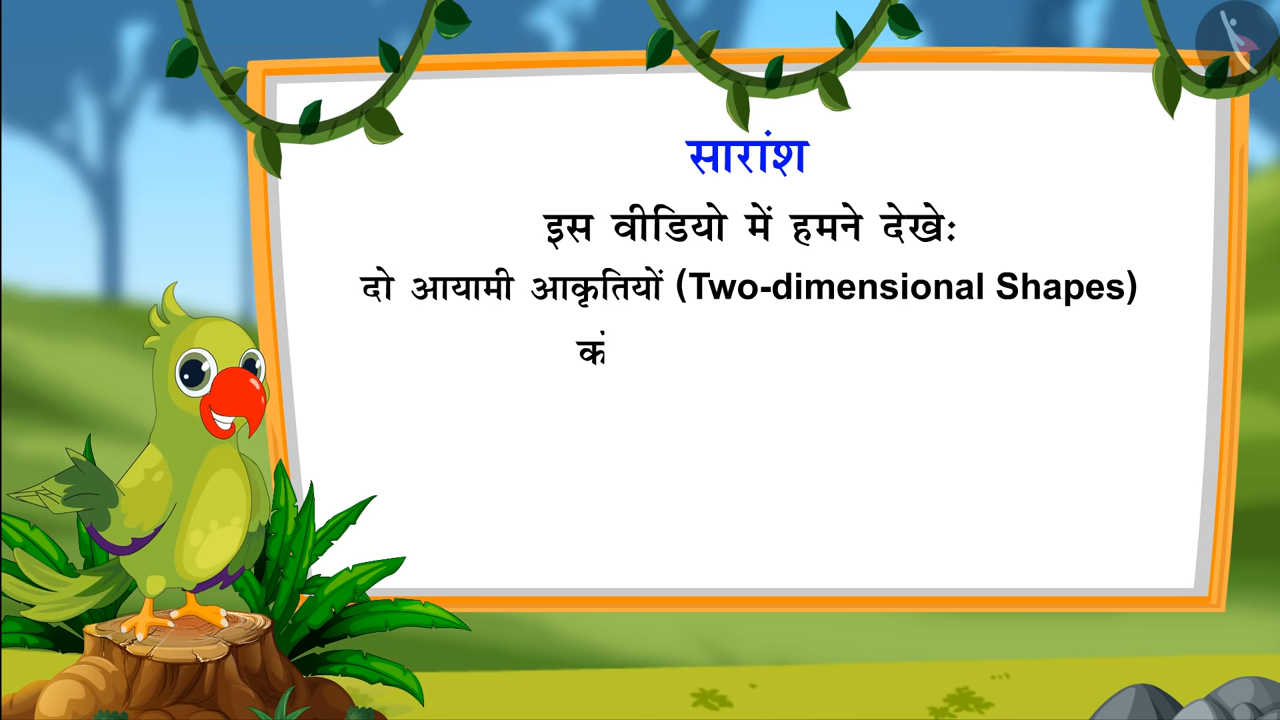 सारांश
इस वीडियो में हमने देखेः
दो आयामी आकृतियों (Two-dimensional Shapes)